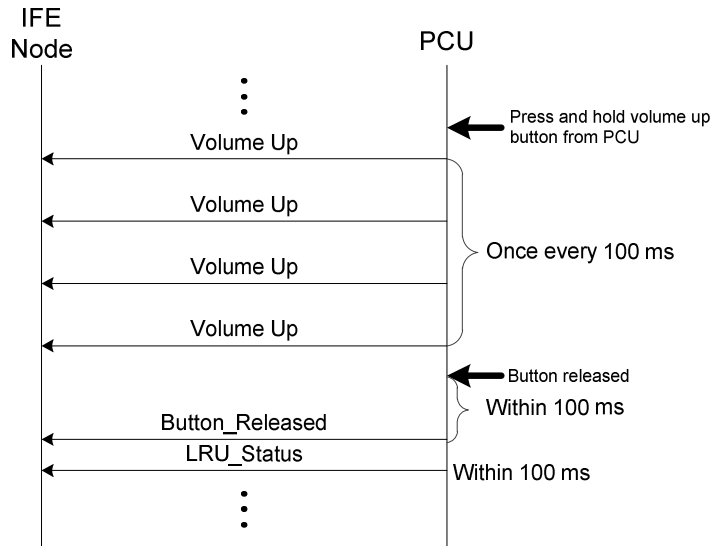 IFE
Node
PCU
Press and hold volume up
button from PCU
Volume Up
Volume Up
Once every 100 ms
Volume Up
Volume Up
Button released
Within 100 ms
Button_Released
LRU_Status
Within 100 ms